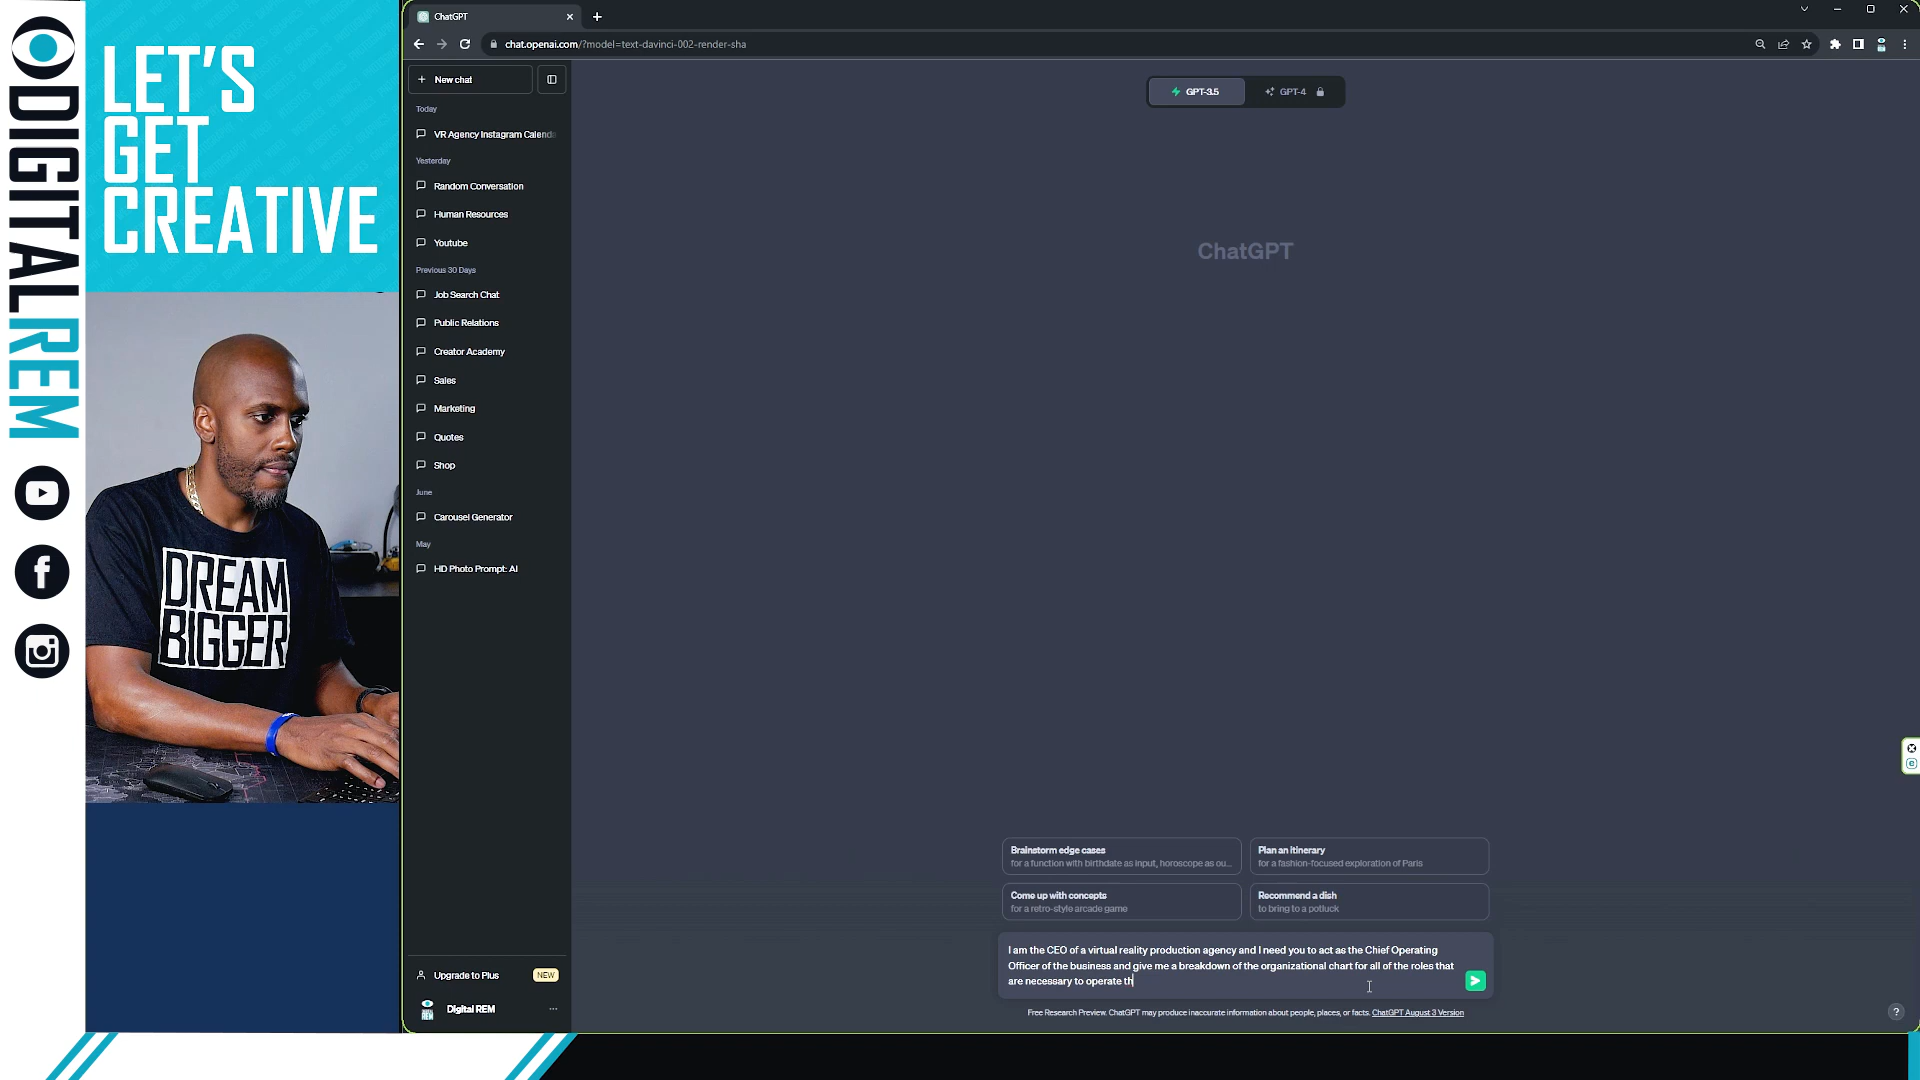 DIGITALREM
LET'S
GET
CREATIVE
DREAM
BIGGER
ChatGPT
chat.openai.com/?model=text-davinci-002-render-sha
New chat
Today
VR Agency Instagram Calenda
Yesterday
Random Conversation
Human Resources
Youtube
Previous 30 Days
Job Search Chat
Public Relations
Creator Academy
Sales
Marketing
Quotes
Shop
June
Carousel Generator
May
HD Photo Prompt: AI
Upgrade to Plus NEW
Digital REM
GPT-3.5 GPT-4
ChatGPT
Brainstorm edge cases
for a function with birthdate as input, horoscope as ou...
Plan an itinerary
for a fashion-focused exploration of Paris
Come up with concepts
for a retro-style arcade game
Recommend a dish
to bring to a potluck
I am the CEO of a virtual reality production agency and I need you to act as the Chief Operating
Officer of the business and give me a breakdown of the organizational chart for all of the roles that
are necessary to operate th
Free Research Preview. ChatGPT may produce inaccurate information about people, places, or facts. ChatGPT August 3 Version
?